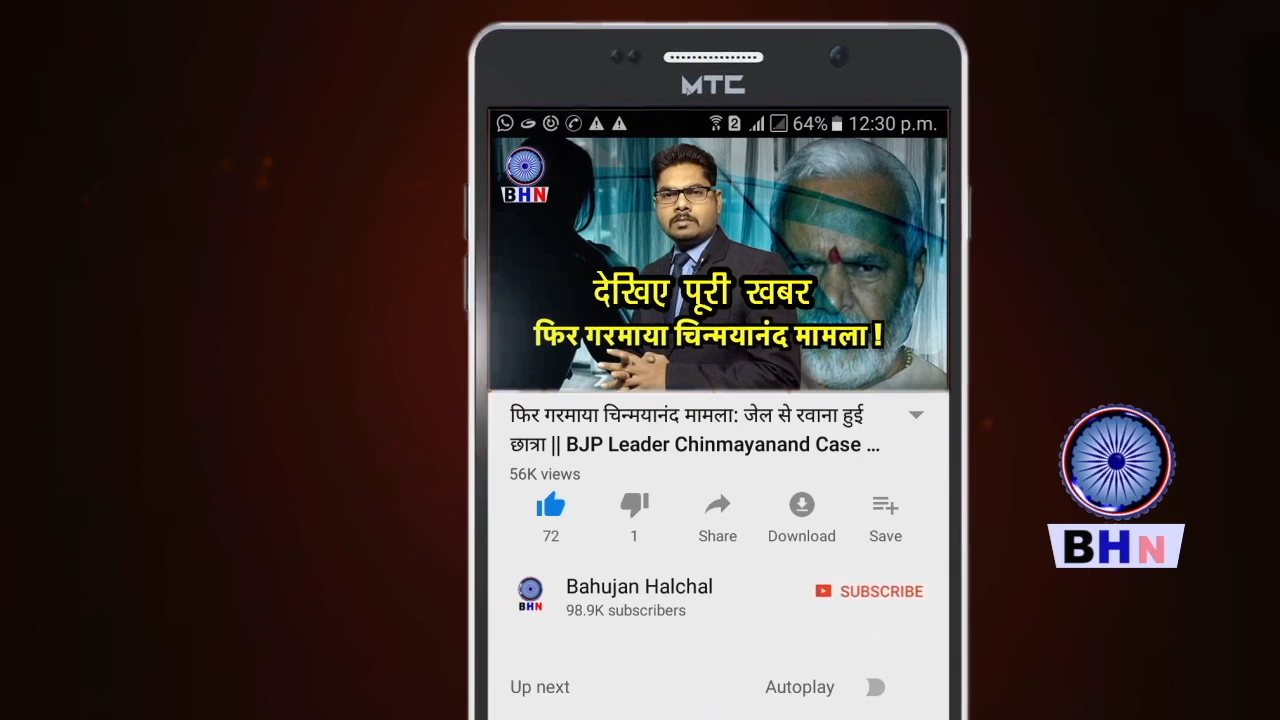 MTC
2 64% 12:30 p.m.
BHN
देखिए पूरी खबर
फिर गरमाया चिन्मयानंद मामला !
फिर गरमाया चिन्मयानंद मामला: जेल से रवाना हुई
छात्रा || BJP Leader Chinmayanand Case ...
56K views
72 1 Share Download Save
BHN
Bahujan Halchal
98.9K subscribers
SUBSCRIBE
Up next Autoplay
BHN